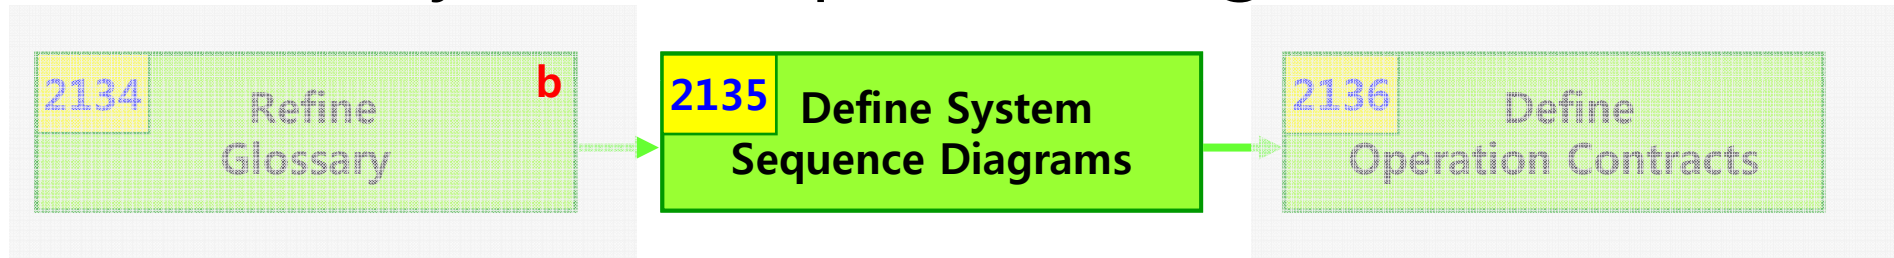 2134
b
Refine
Glossary
2135
Define System
Sequence Diagrams
2136
Define
Operation Contracts